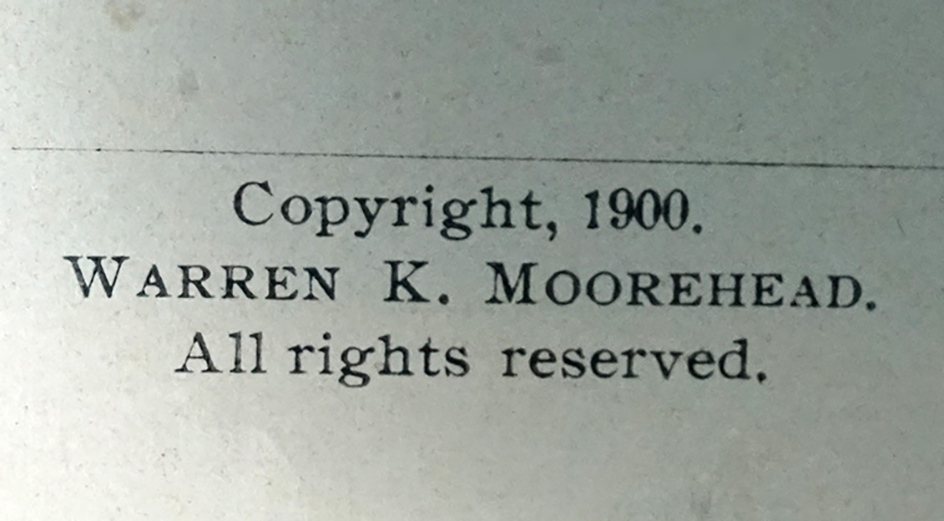 Copyright, 1900.
WARREN K. MOOREHEAD.
All rights reserved.